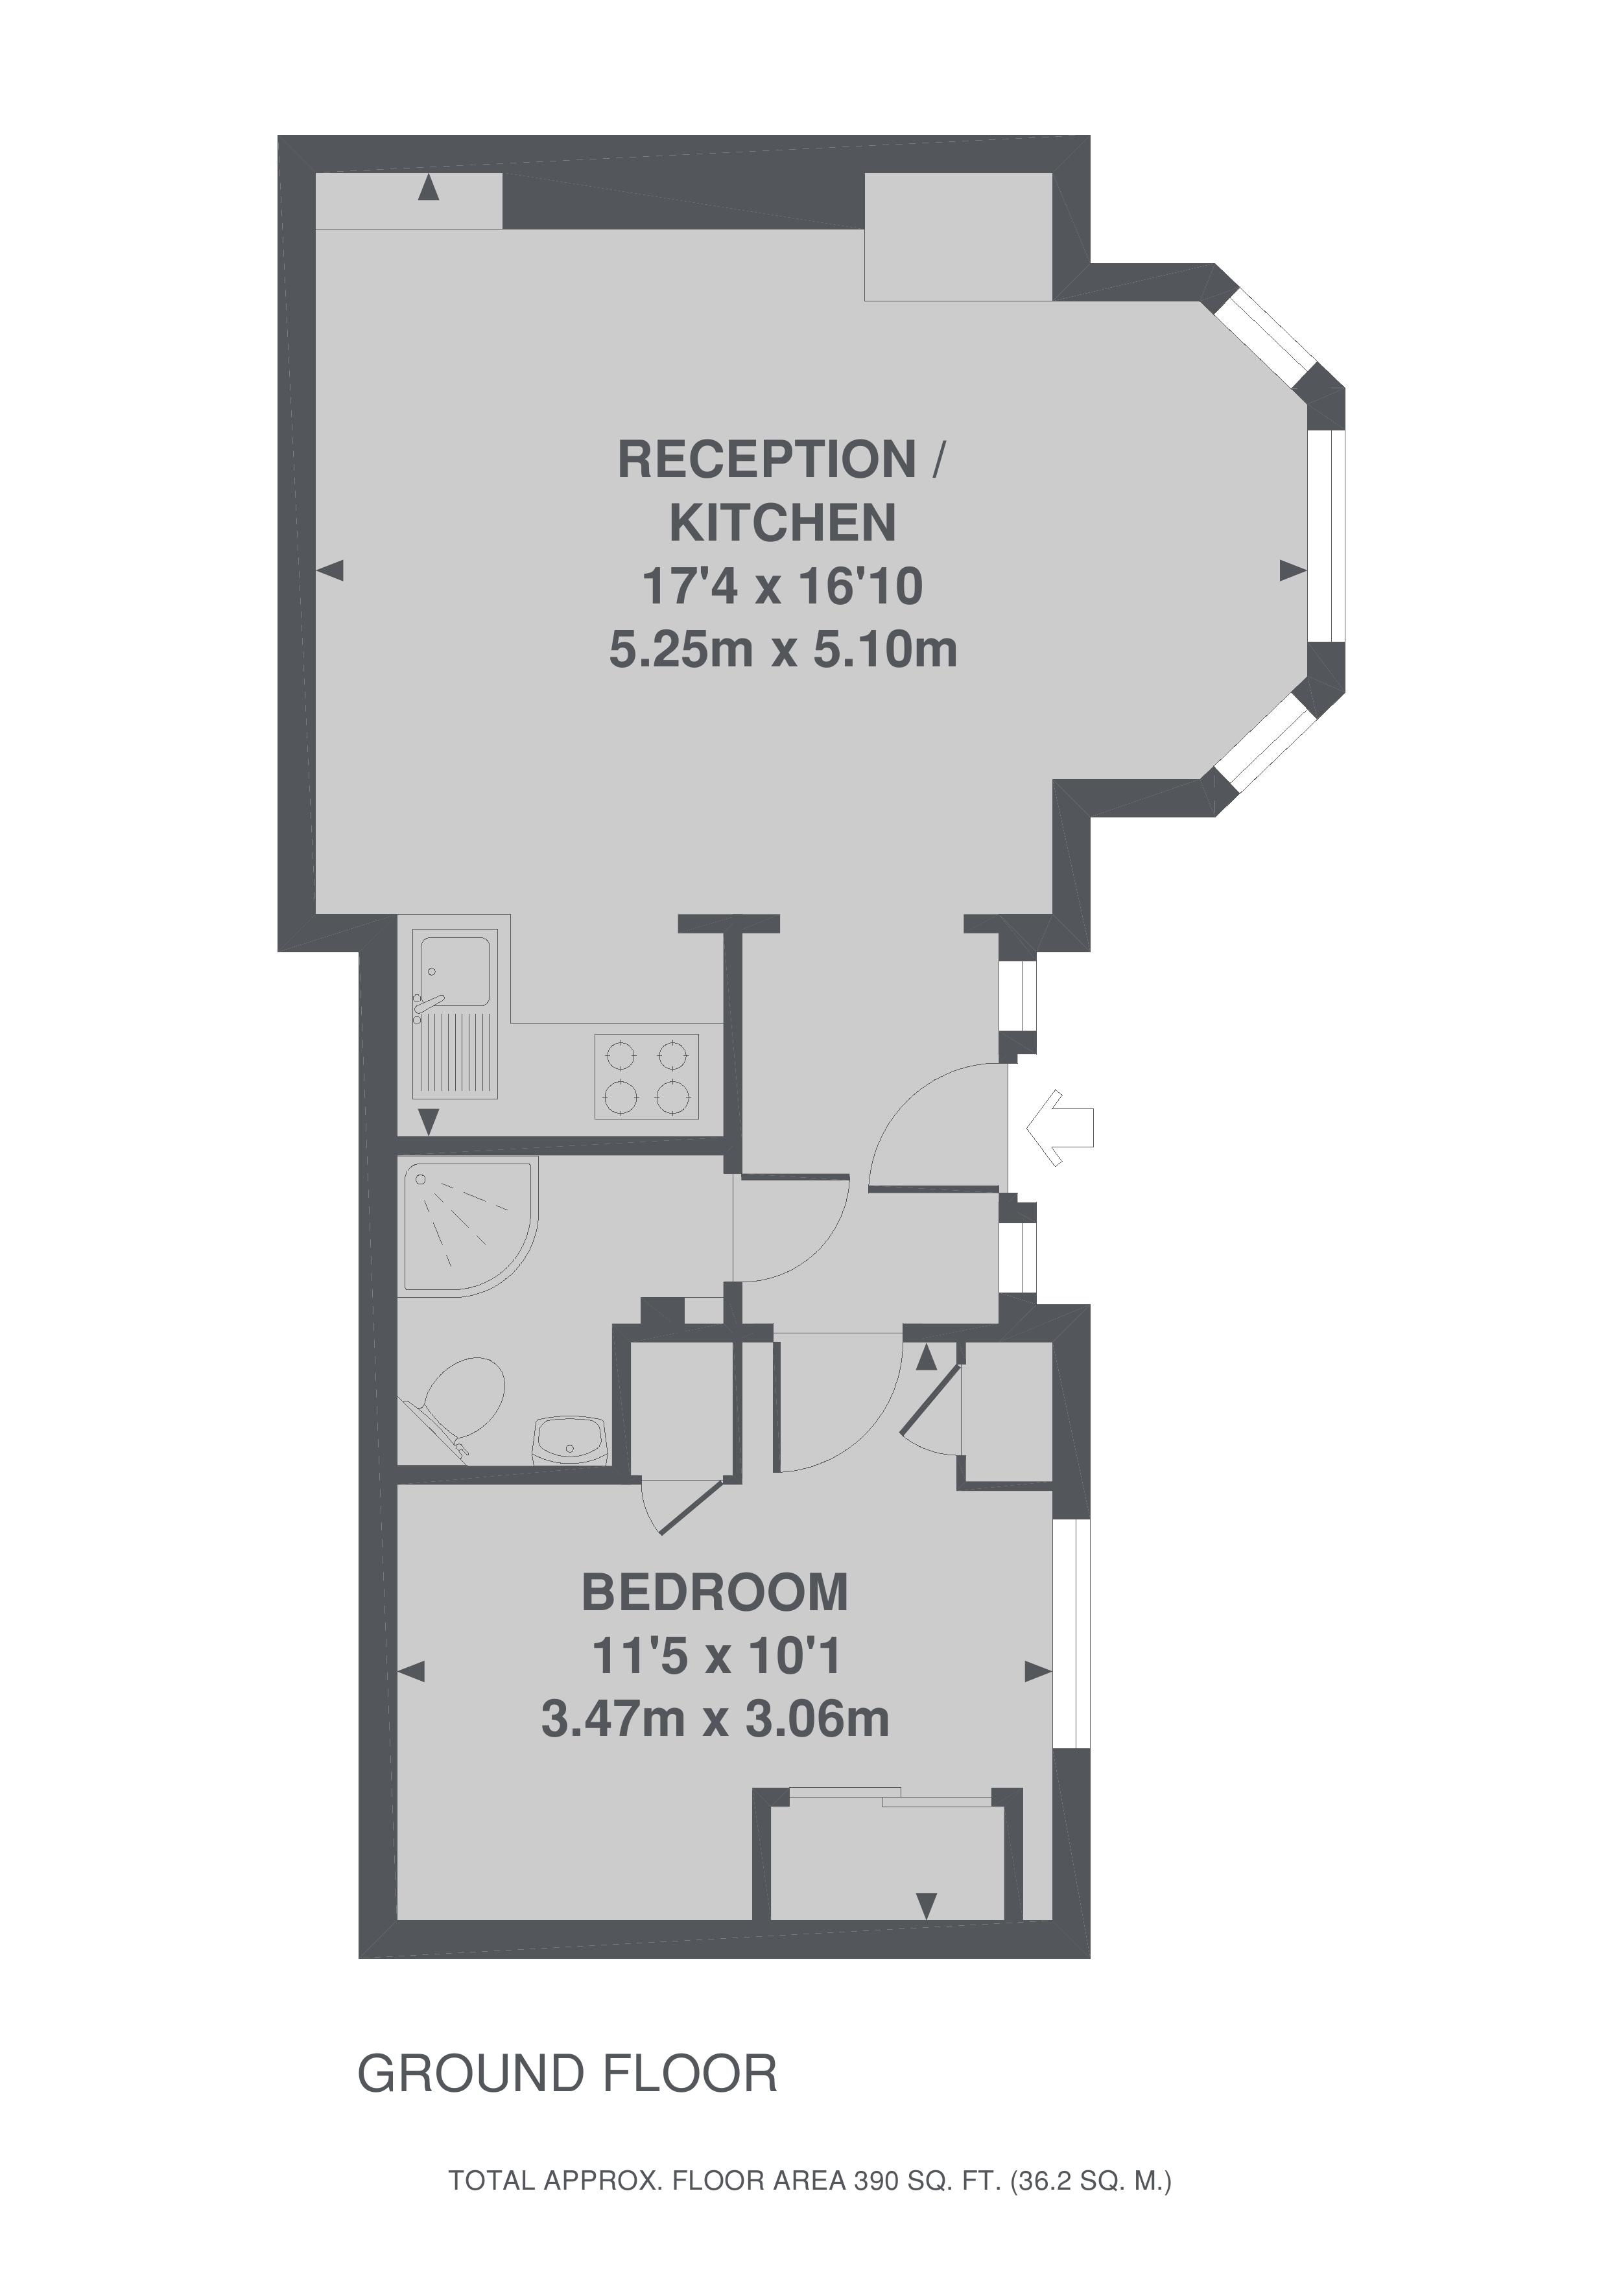 RECEPTION /
KITCHEN
17'4 x 16'10
5.25m x 5.10m
BEDROOM
11'5 x 10'1
3.47m x 3.06m
GROUND FLOOR
TOTAL APPROX. FLOOR AREA 390 SQ. FT. (36.2 SQ. M.)